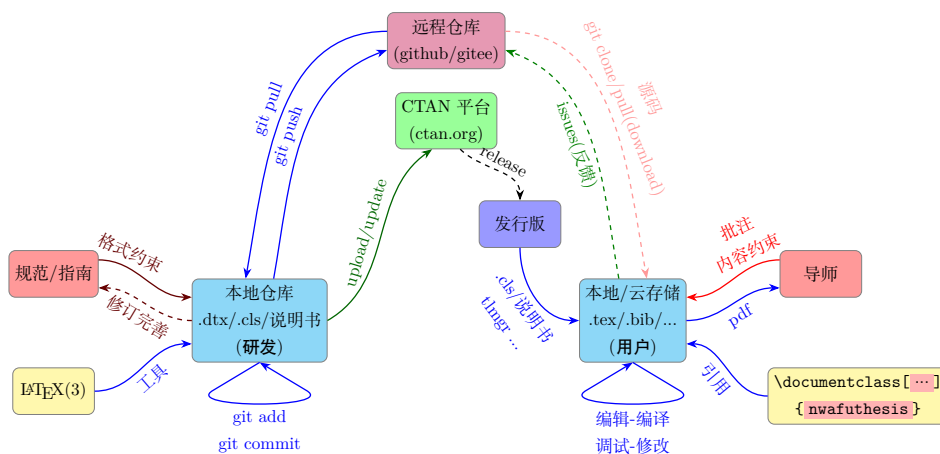 远程仓库
(github/gitee)
git pull
git push
CTAN 平台
(ctan.org)
release
issues(反馈)
源码
git clone/pull(download)
upload/update
发行版
规范/指南
格式约束
修订完善
本地仓库
.dtx/.cls/说明书
(研发)
.cls/说明书
tlmgr ...
本地/云存储
.tex/.bib/...
(用户)
批注
内容约束
导师
pdf
LATEX(3)
工具
git add
git commit
编辑-编译
调试-修改
引用
\documentclass[ ⋯ ]
{ nwafuthesis }